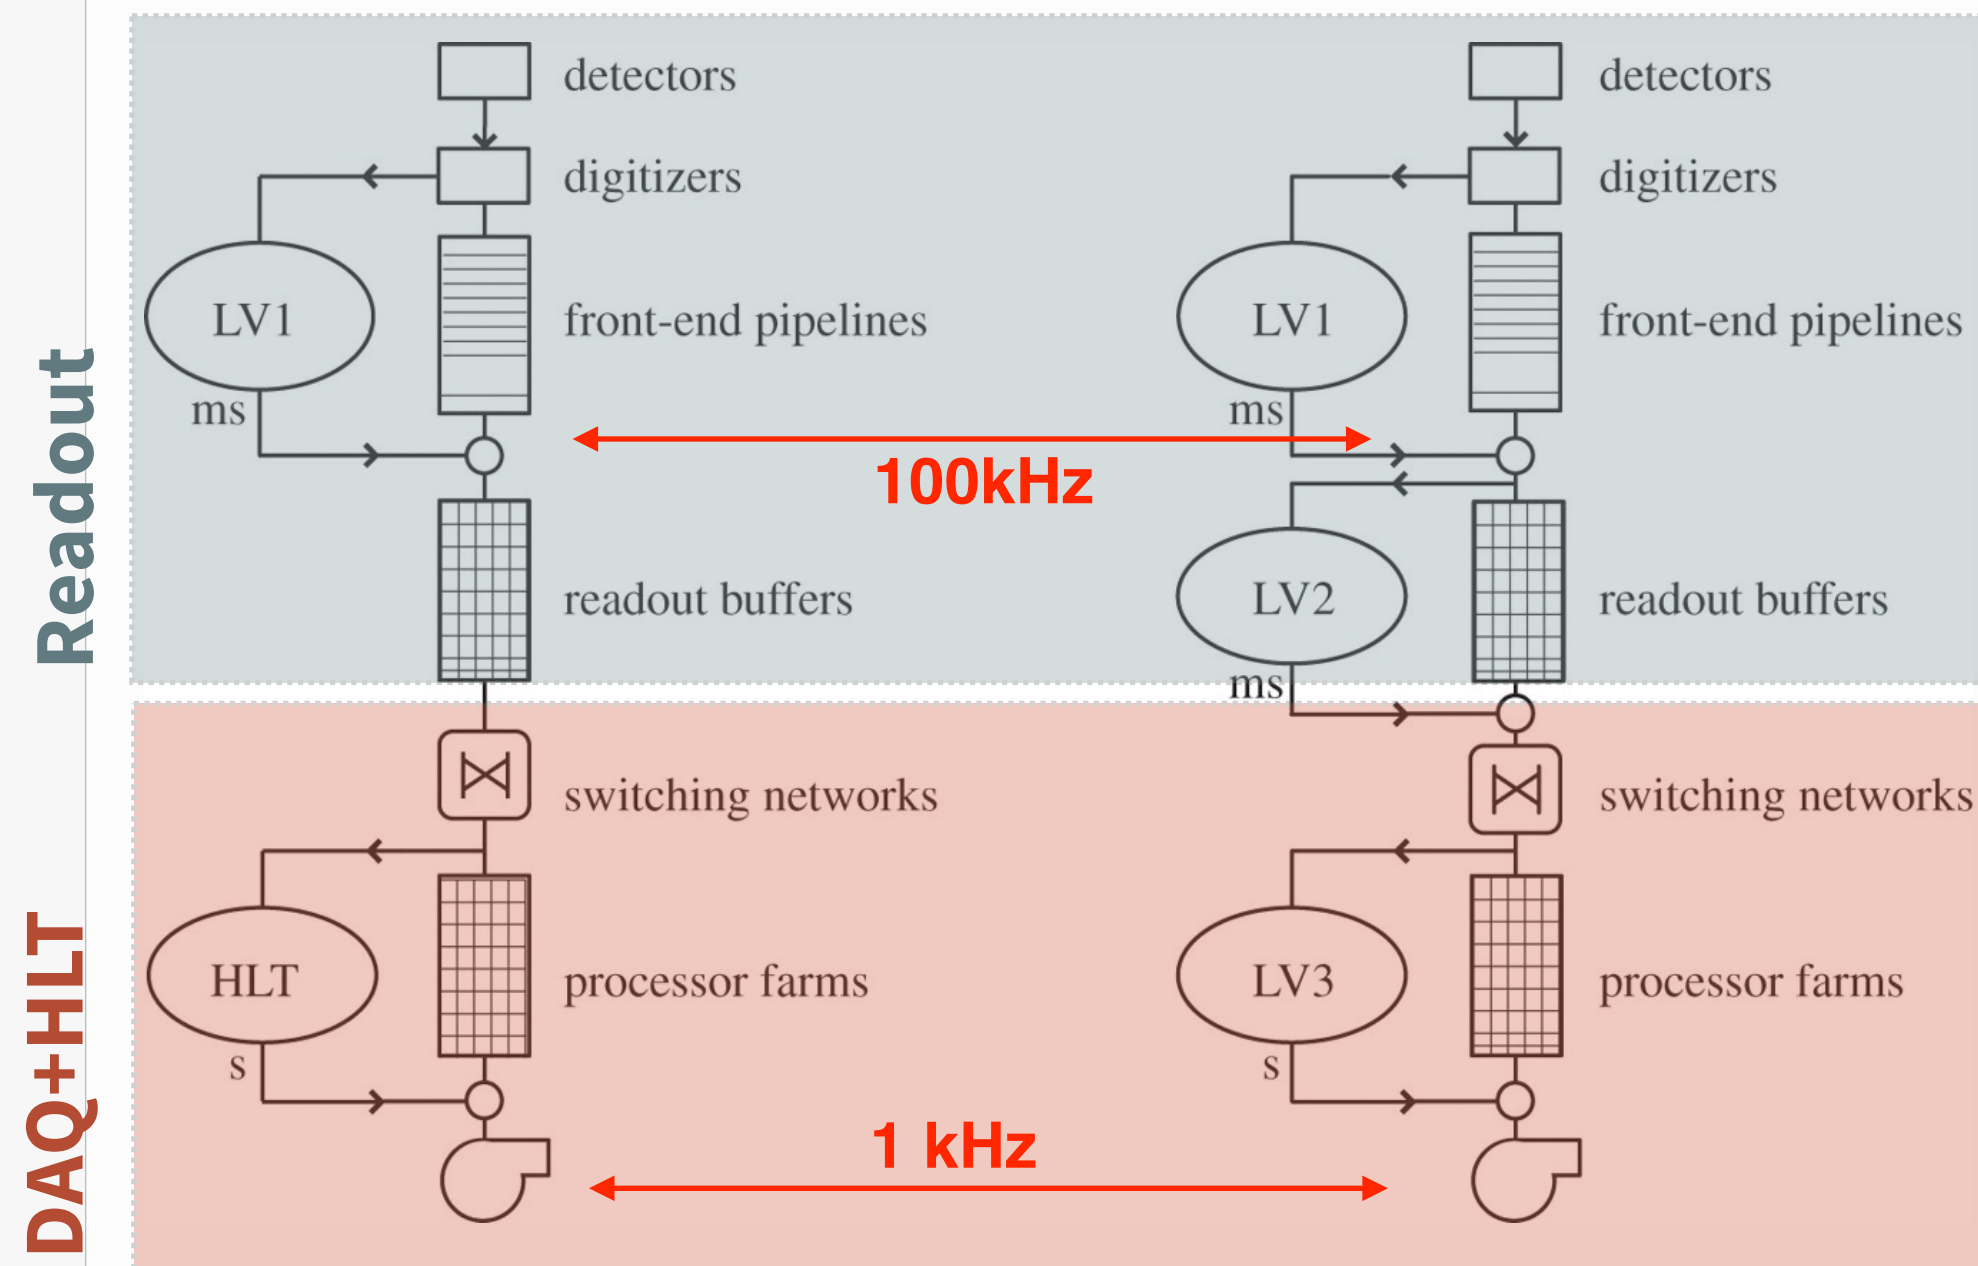 Readout
detectors
digitizers
LV1
front-end pipelines
ms
readout buffers
detectors
digitizers
LV1
front-end pipelines
ms
100kHz
LV2
readout buffers
ms
DAQ+HLT
switching networks
HLT
processor farms
s
switching networks
LV3
processor farms
s
1 kHz